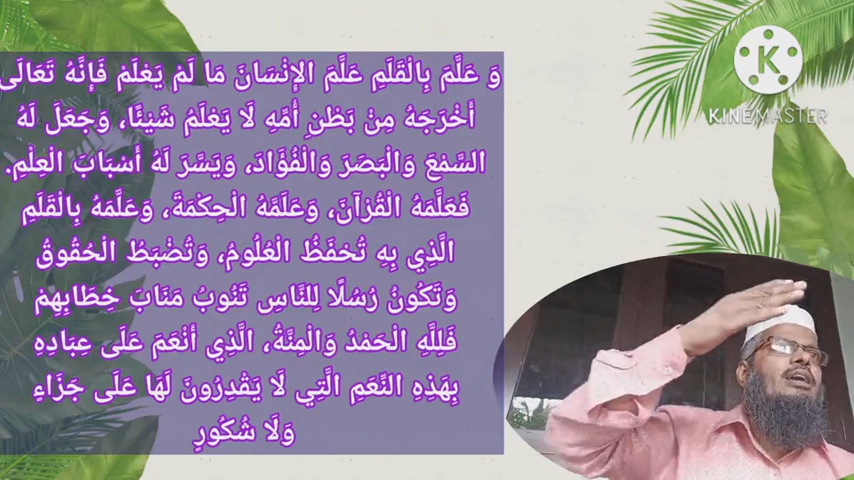 وَ عَلَّمَ بِالْقَلَمِ عَلَّمَ الإِنْسَانَ مَا لَمْ يَعْلَمْ فَإِنَّهُ تَعَالَى
أَخْرَجَهُ مِنْ بَطْنِ أُمِّهِ لَا يَعْلَمُ شَيْئًا، وَجَعَلَ لَهُ
السَّمْعَ وَالْبَصَرَ وَالْفُؤَادَ، وَيَسَّرَ لَهُ أَسْبَابَ الْعِلْمِ.
فَعَلَّمَهُ الْقُرْآنَ، وَعَلَّمَهُ الْحِكْمَةَ، وَعَلَّمَهُ بِالْقَلَمِ
الَّذِي بِهِ تُحْفَظُ الْعُلُومُ، وَتُضْبَطُ الْحُقُوقُ
وَتَكُونُ رُسُلًا لِلنَّاسِ تَنُوبُ مَنَابَ خِطَابِهِمْ
فَلِلَّهِ الْحَمْدُ وَالْمِنَّةُ، الَّذِي أَنْعَمَ عَلَى عِبَادِهِ
بِهَذِهِ النِّعَمِ الَّتِي لَا يَقْدِرُونَ لَهَا عَلَى جَزَاءٍ
وَلَا شُكُورٍ
KINEMASTER